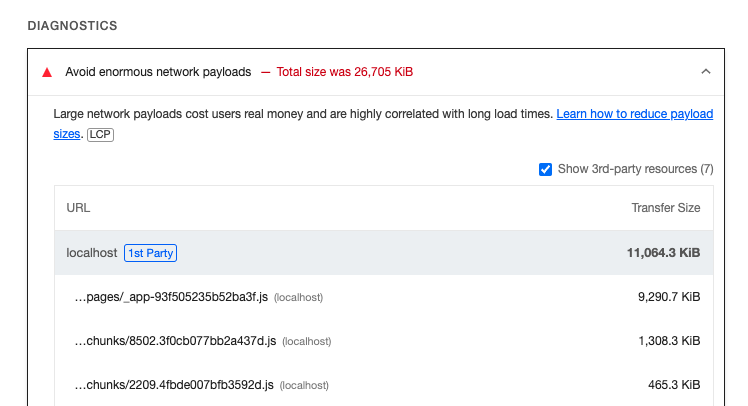 DIAGNOSTICS
Avoid enormous network payloads — Total size was 26,705 KiB
Large network payloads cost users real money and are highly correlated with long load times. Learn how to reduce payload
sizes. LCP
Show 3rd-party resources (7)
URL Transfer Size
localhost 1st Party 11,064.3 KiB
…pages/_app-93f505235b52ba3f.js (localhost) 9,290.7 KiB
…chunks/8502.3f0cb077bb2a437d.js (localhost) 1,308.3 KiB
…chunks/2209.4fbde007bfb3592d.js (localhost) 465.3 KiB